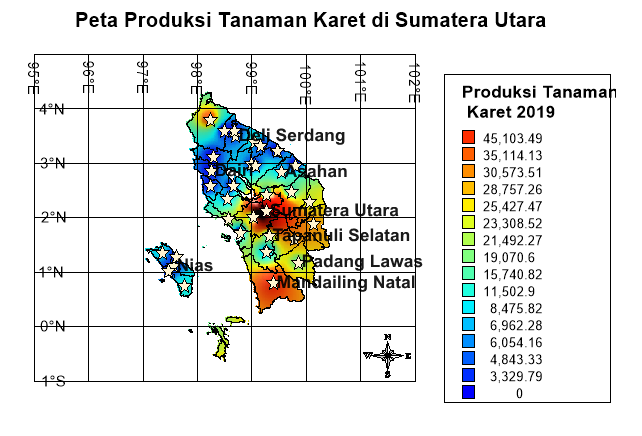 Peta Produksi Tanaman Karet di Sumatera Utara
95°E 96°E 97°E 98°E 99°E 100°E 101°E 102°E
4°N
3°N
2°N
1°N
0°N
1°S
Deli Serdang
Dairi
Asahan
Sumatera Utara
Tapanuli Selatan
Padang Lawas
Nias
Mandailing Natal
N
W E
S
Produksi Tanaman
Karet 2019
45,103.49
35,114.13
30,573.51
28,757.26
25,427.47
23,308.52
21,492.27
19,070.6
15,740.82
11,502.9
8,475.82
6,962.28
6,054.16
4,843.33
3,329.79
0